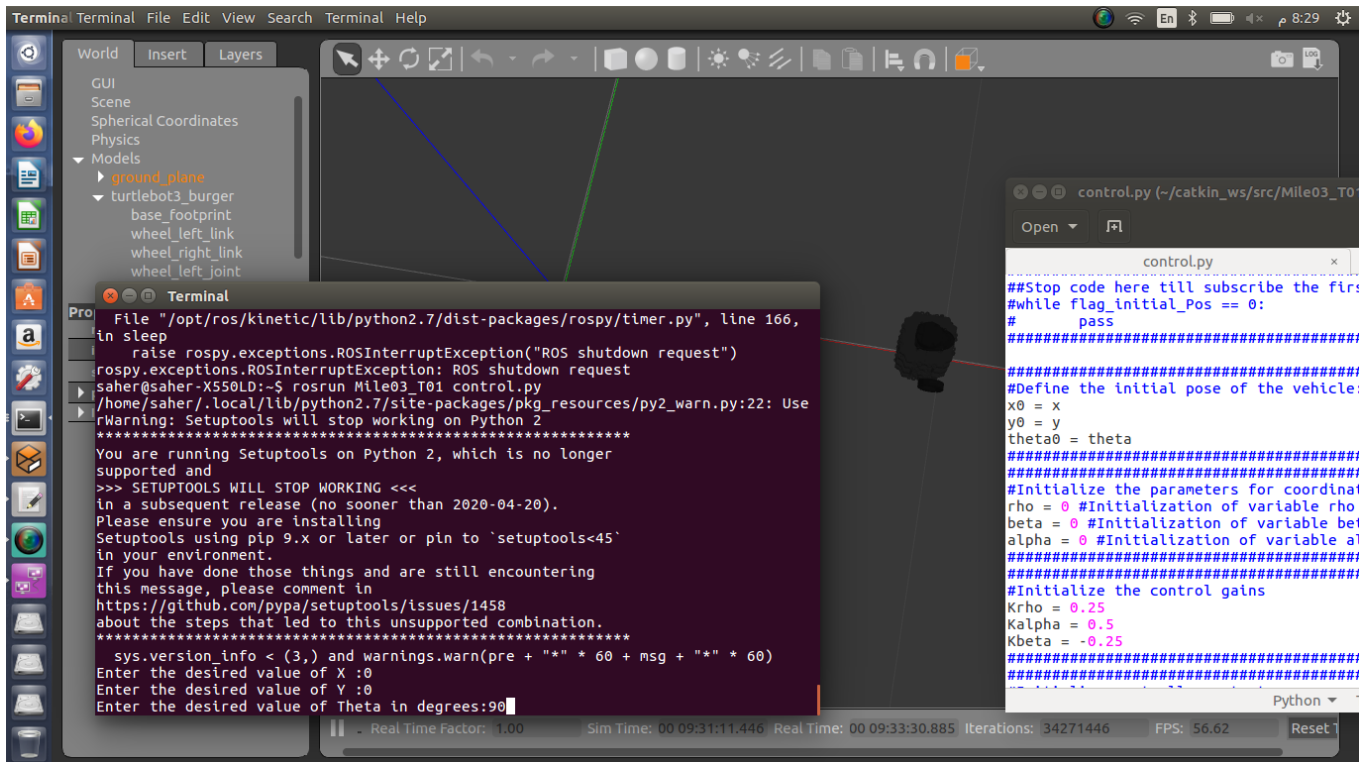 Terminal Terminal File Edit View Search Terminal Help
En
8:29 م
World Insert Layers
GUI
Scene
Spherical Coordinates
Physics
Models
ground_plane
turtlebot3_burger
base_footprint
wheel_left_link
wheel_right_link
wheel_left_joint
LOG
Terminal
File "/opt/ros/kinetic/lib/python2.7/dist-packages/rospy/timer.py", line 166,
in sleep
raise rospy.exceptions.ROSInterruptException("ROS shutdown request")
rospy.exceptions.ROSInterruptException: ROS shutdown request
saher@saher-X550LD:~$ rosrun Mile03_T01 control.py
/home/saher/.local/lib/python2.7/site-packages/pkg_resources/py2_warn.py:22: Use
rWarning: Setuptools will stop working on Python 2
************************************************************
You are running Setuptools on Python 2, which is no longer
supported and
>>> SETUPTOOLS WILL STOP WORKING <<<
in a subsequent release (no sooner than 2020-04-20).
Please ensure you are installing
Setuptools using pip 9.x or later or pin to `setuptools<45`
in your environment.
If you have done those things and are still encountering
this message, please comment in
https://github.com/pypa/setuptools/issues/1458
about the steps that led to this unsupported combination.
************************************************************
sys.version_info < (3,) and warnings.warn(pre + "*" * 60 + msg + "*" * 60)
Enter the desired value of X :0
Enter the desired value of Y :0
Enter the desired value of Theta in degrees:90
control.py (~/catkin_ws/src/Mile03_T01
Open
control.py ×
##Stop code here till subscribe the firs
#while flag_initial_Pos == 0:
# pass
########################################
########################################
#Define the initial pose of the vehicle:
x0 = x
y0 = y
theta0 = theta
########################################
########################################
#Initialize the parameters for coordinat
rho = 0 #Initialization of variable rho
beta = 0 #Initialization of variable bet
alpha = 0 #Initialization of variable al
########################################
########################################
#Initialize the control gains
Krho = 0.25
Kalpha = 0.5
Kbeta = -0.25
########################################
########################################
Python
Real Time Factor: 1.00 Sim Time: 00 09:31:11.446 Real Time: 00 09:33:30.885 Iterations: 34271446 FPS: 56.62 Reset T